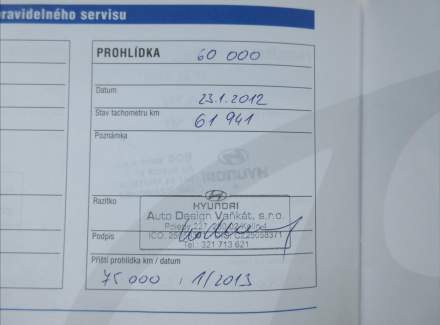 pravidelného servisu
PROHLÍDKA 60 000
Datum 23.1.2012
Stav tachometru km 61 941
Poznámka
Razítko
HYUNDAI
Auto Design Vaňkát, s.r.o.
Podpis
Tel.: 321 713 621
Příští prohlídka km / datum
75 000 1/2013